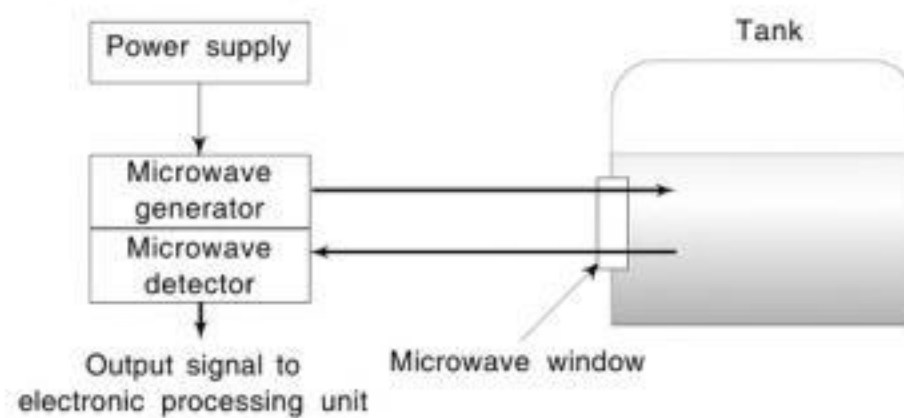 Tank
Power supply
Microwave
generator
Microwave
detector
Output signal to
electronic processing unit
Microwave window